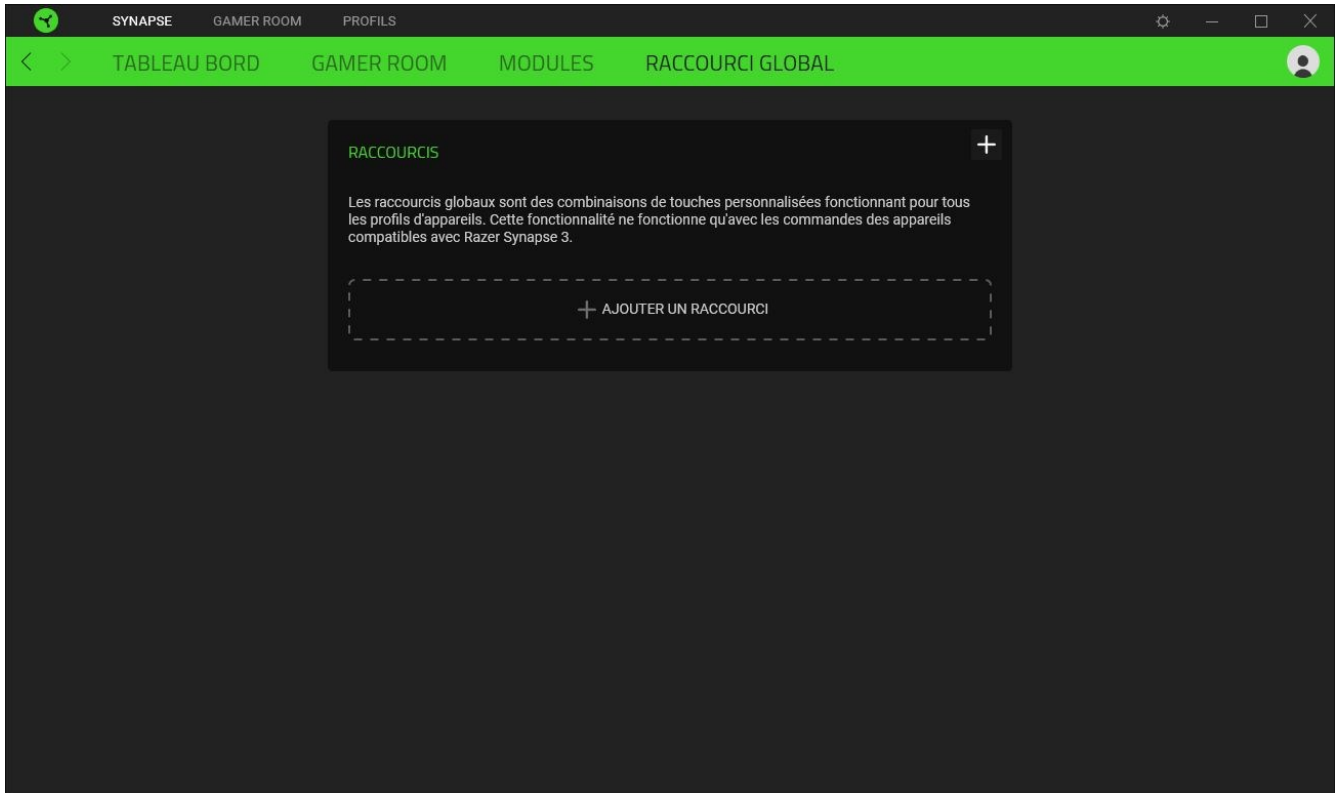 SYNAPSE GAMER ROOM PROFILS
TABLEAU BORD GAMER ROOM MODULES RACCOURCI GLOBAL
RACCOURCIS
Les raccourcis globaux sont des combinaisons de touches personnalisées fonctionnant pour tous
les profils d'appareils. Cette fonctionnalité ne fonctionne qu'avec les commandes des appareils
compatibles avec Razer Synapse 3.
AJOUTER UN RACCOURCI